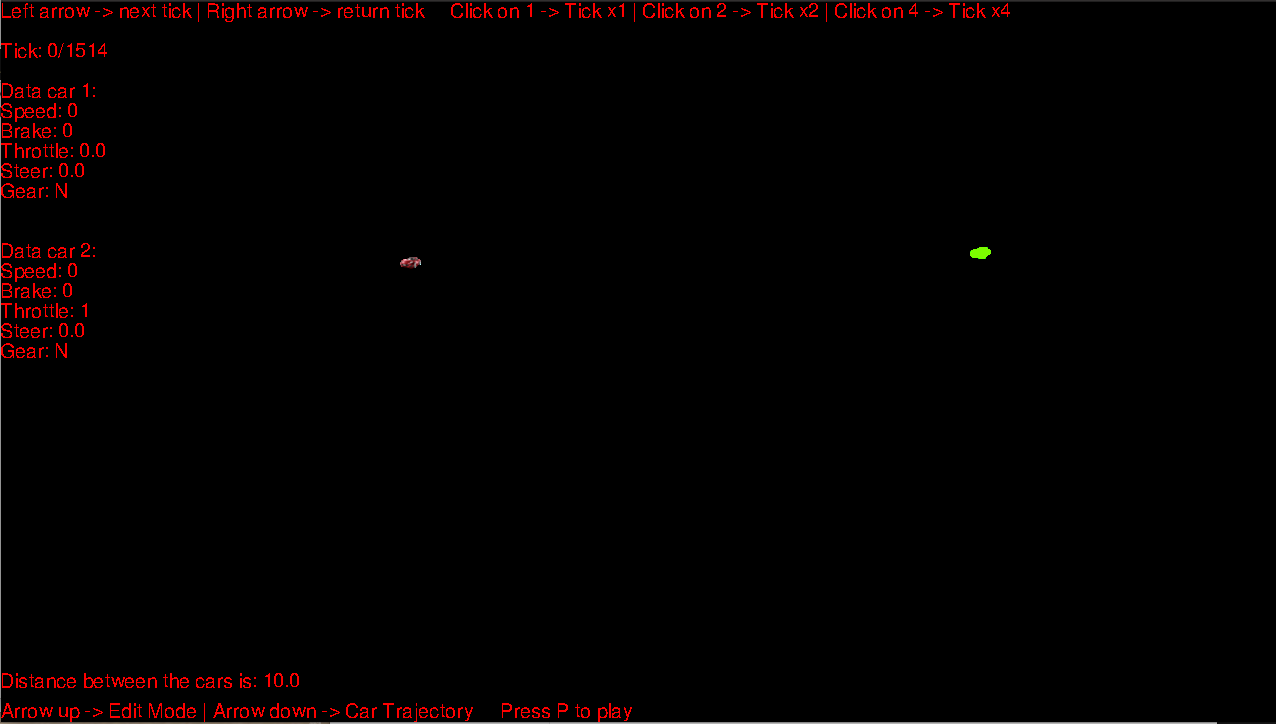 Left arrow -> next tick | Right arrow -> return tick Click on 1 -> Tick x1 | Click on 2 -> Tick x2 | Click on 4 -> Tick x4
Tick: 0/1514
Data car 1:
Speed: 0
Brake: 0
Throttle: 0.0
Steer: 0.0
Gear: N
Data car 2:
Speed: 0
Brake: 0
Throttle: 1
Steer: 0.0
Gear: N
Distance between the cars is: 10.0
Arrow up -> Edit Mode | Arrow down -> Car Trajectory Press P to play